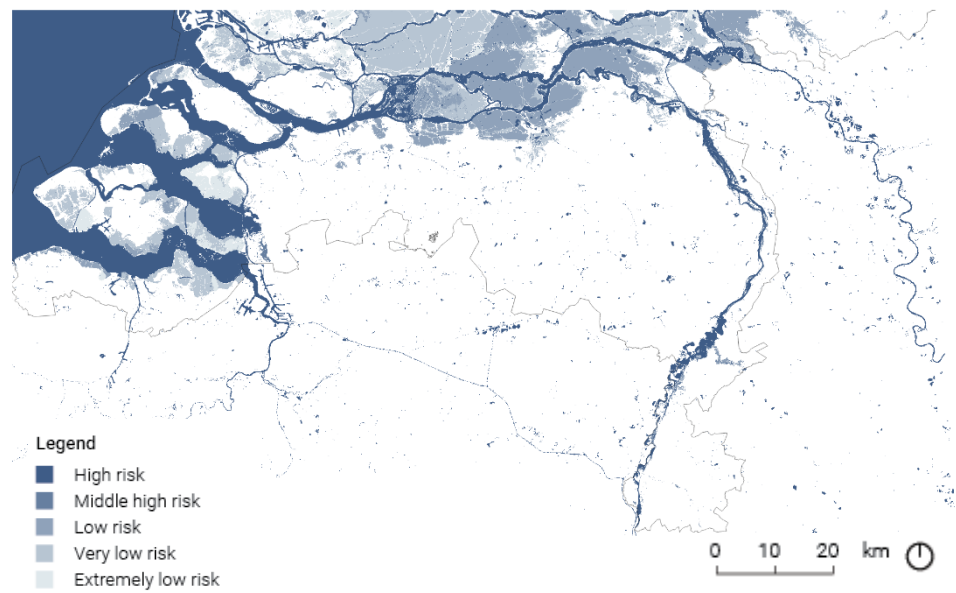 Legend
High risk
Middle high risk
Low risk
Very low risk
Extremely low risk
0 10 20 km